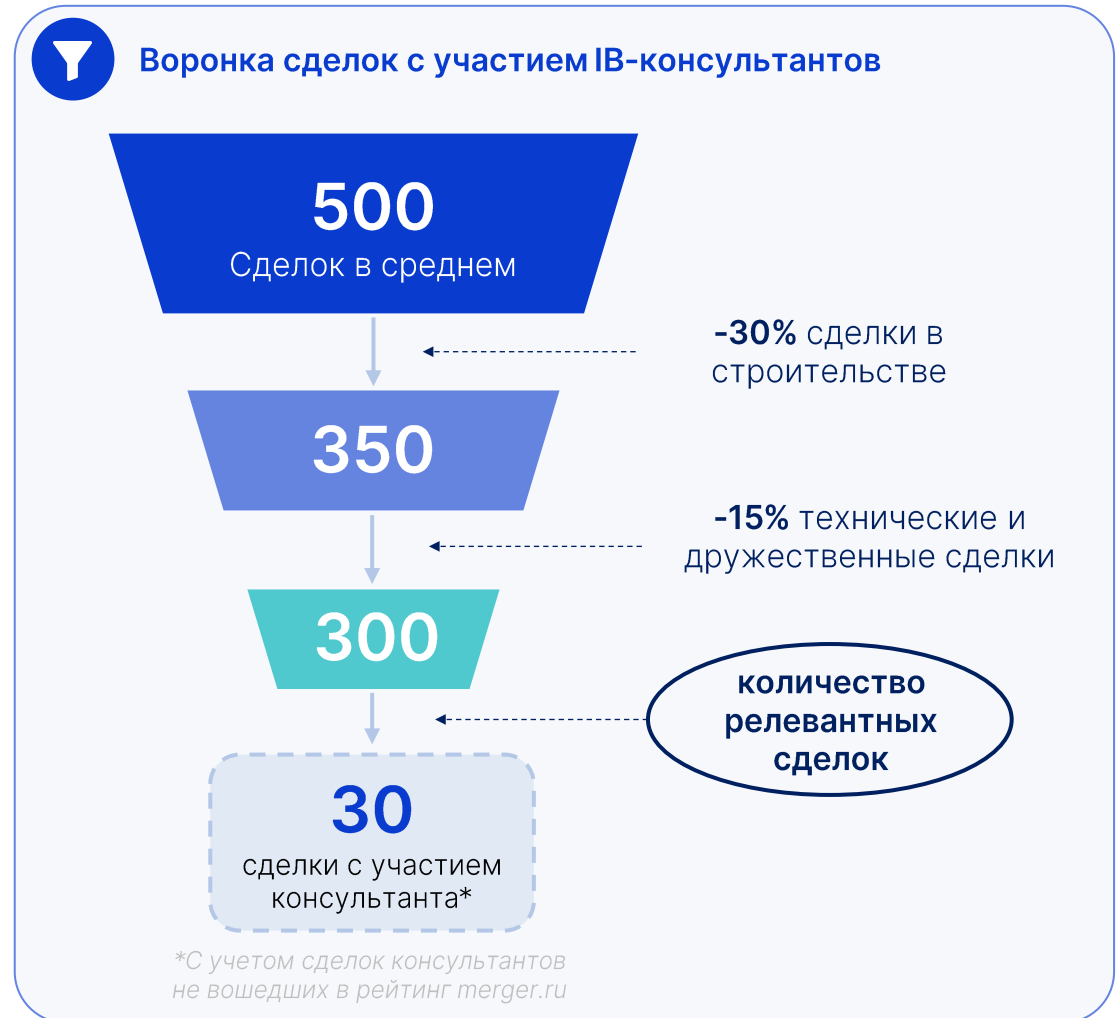 Воронка сделок с участием IB-консультантов
500
Сделок в среднем
-30% сделки в
строительстве
350
-15% технические и
дружественные сделки
300
количество
релевантных
сделок
30
сделки с участием
консультанта*
*С учетом сделок консультантов
не вошедших в рейтинг merger.ru